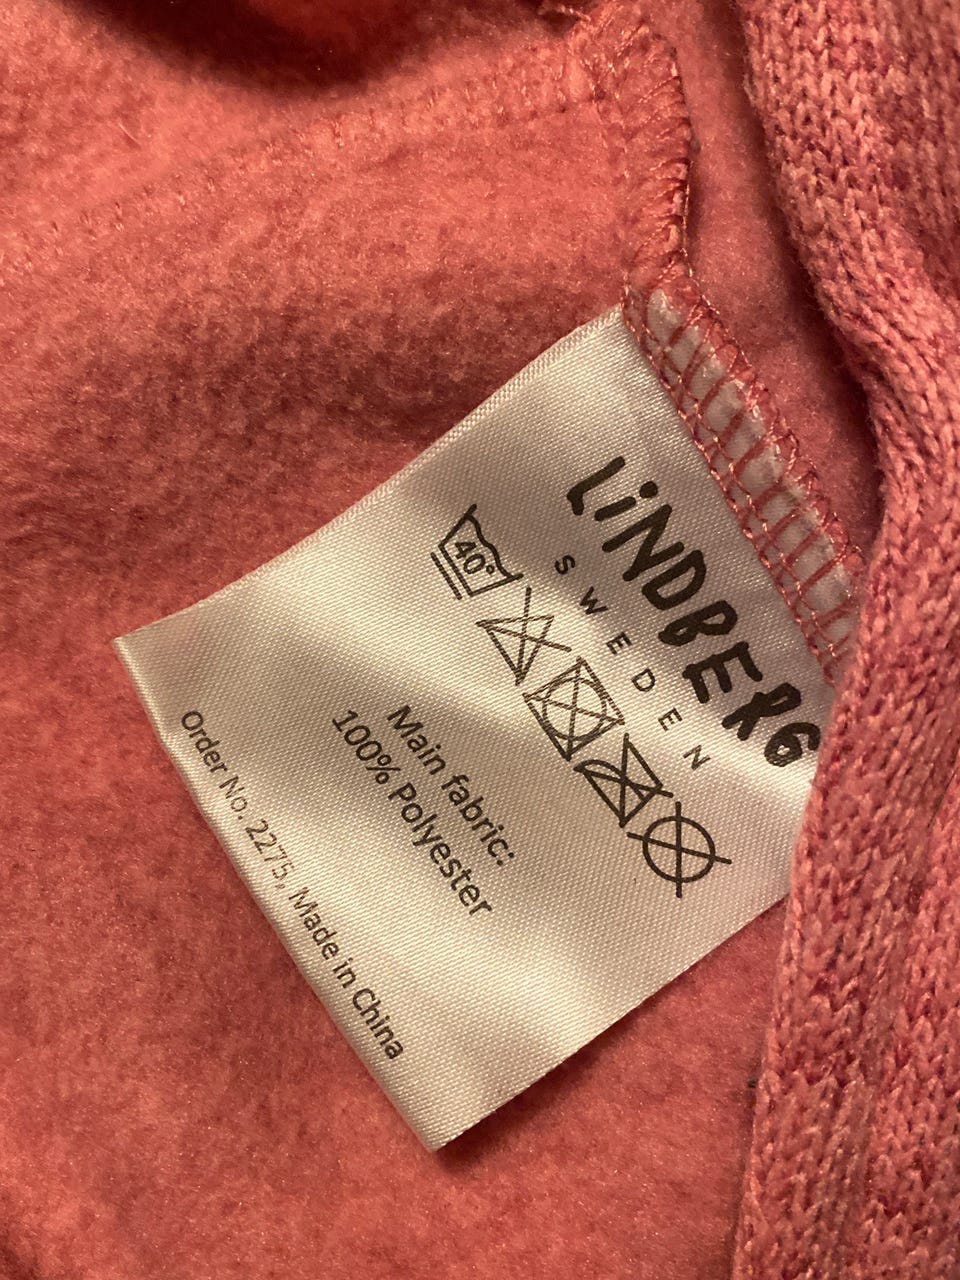 LiNDBERG
SWEDEN
40°
Main fabric:
100% Polyester
Order No. 2275, Made in China